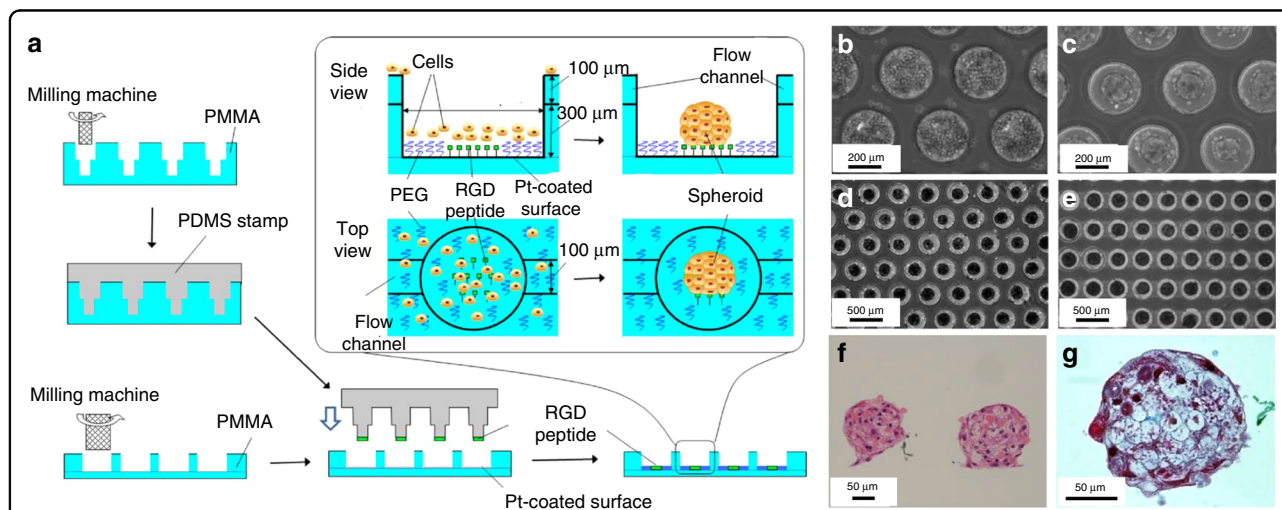 a
Milling machine
PMMA
PDMS stamp
Milling machine
PMMA
Side
view
Cells
100 µm
300 µm
Flow
channel
PEG
RGD
peptide
Pt-coated
surface
Spheroid
Top
view
100 µm
Flow
channel
RGD
peptide
Pt-coated surface
b
200 µm
c
200 µm
d
500 µm
e
500 µm
f
50 µm
g
50 µm